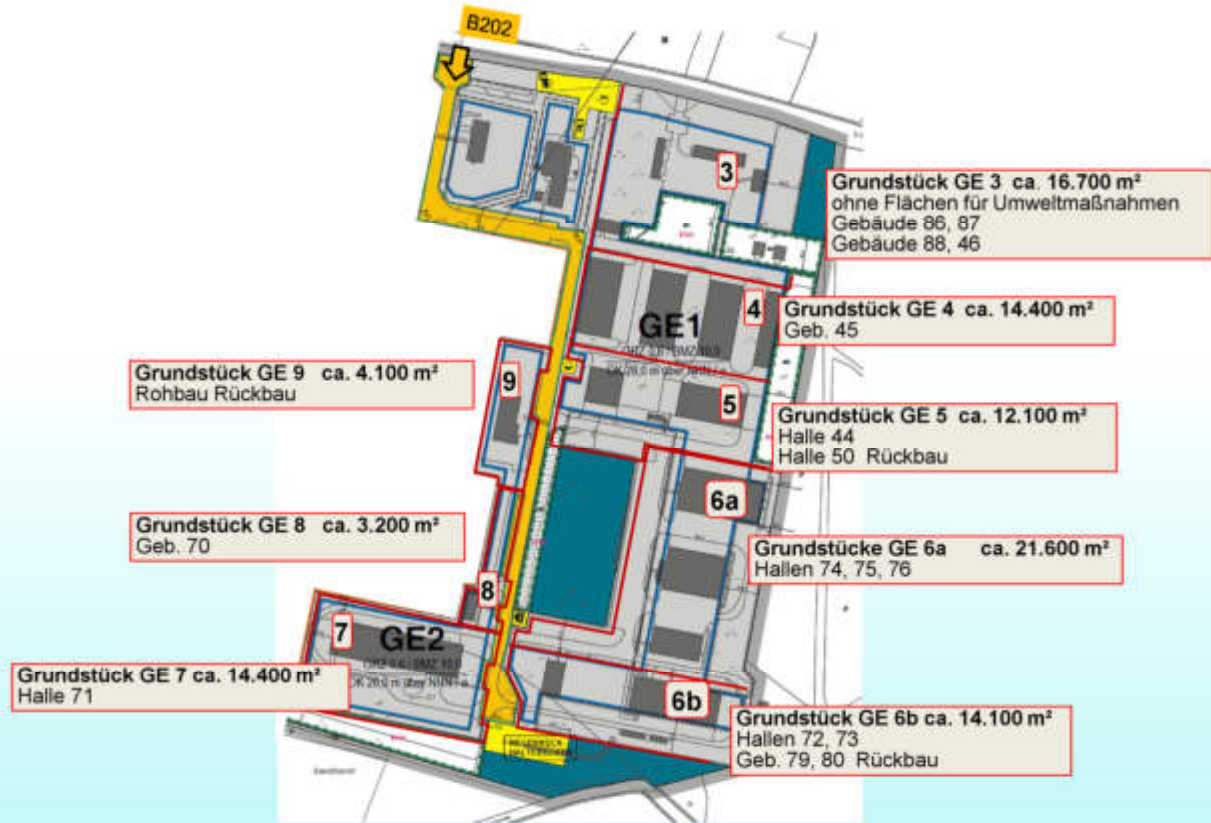 B202
3
Grundstück GE 3 ca. 16.700 m²
ohne Flächen für Umweltmaßnahmen
Gebäude 86, 87
Gebäude 88, 46
4
GE1
Grundstück GE 4 ca. 14.400 m²
Geb. 45
Grundstück GE 9 ca. 4.100 m²
Rohbau Rückbau
9
5
Grundstück GE 5 ca. 12.100 m²
Halle 44
Halle 50 Rückbau
6a
Grundstück GE 8 ca. 3.200 m²
Geb. 70
Grundstücke GE 6a ca. 21.600 m²
Hallen 74, 75, 76
8
7
GE2
Grundstück GE 7 ca. 14.400 m²
Halle 71
6b
Grundstück GE 6b ca. 14.100 m²
Hallen 72, 73
Geb. 79, 80 Rückbau